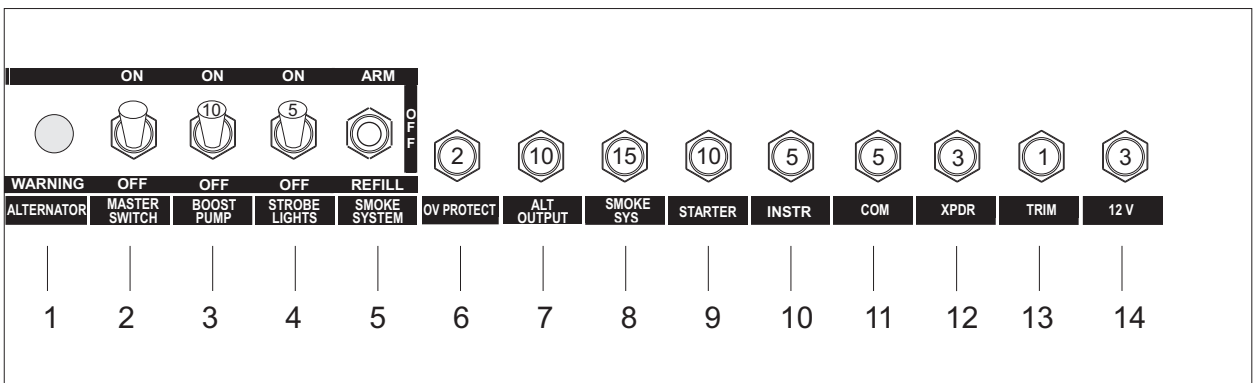 ON ON ON ARM
OFF
10 5
2 10 15 10 5 5 3 1 3
WARNING OFF OFF OFF REFILL
ALTERNATOR MASTER SWITCH BOOST PUMP STROBE LIGHTS SMOKE SYSTEM OV PROTECT ALT OUTPUT SMOKE SYS STARTER INSTR COM XPDR TRIM 12 V
1 2 3 4 5 6 7 8 9 10 11 12 13 14